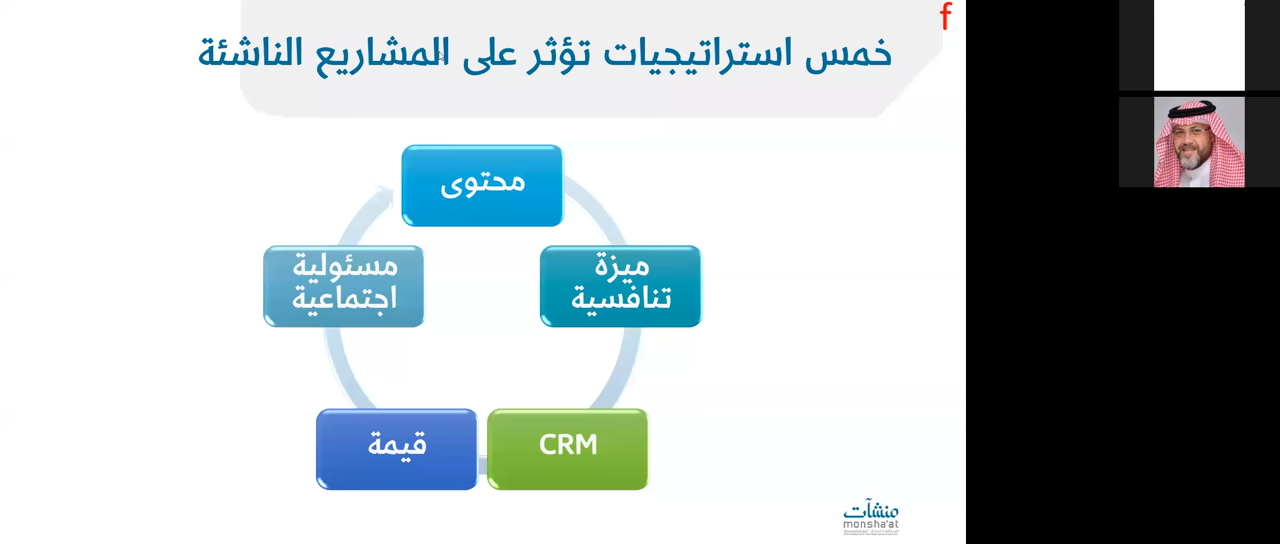 f
خمس استراتيجيات تؤثر على المشاريع الناشئة
محتوى
ميزة
تنافسية
CRM
قيمة
مسئولية
اجتماعية
منشآت
monsha'at